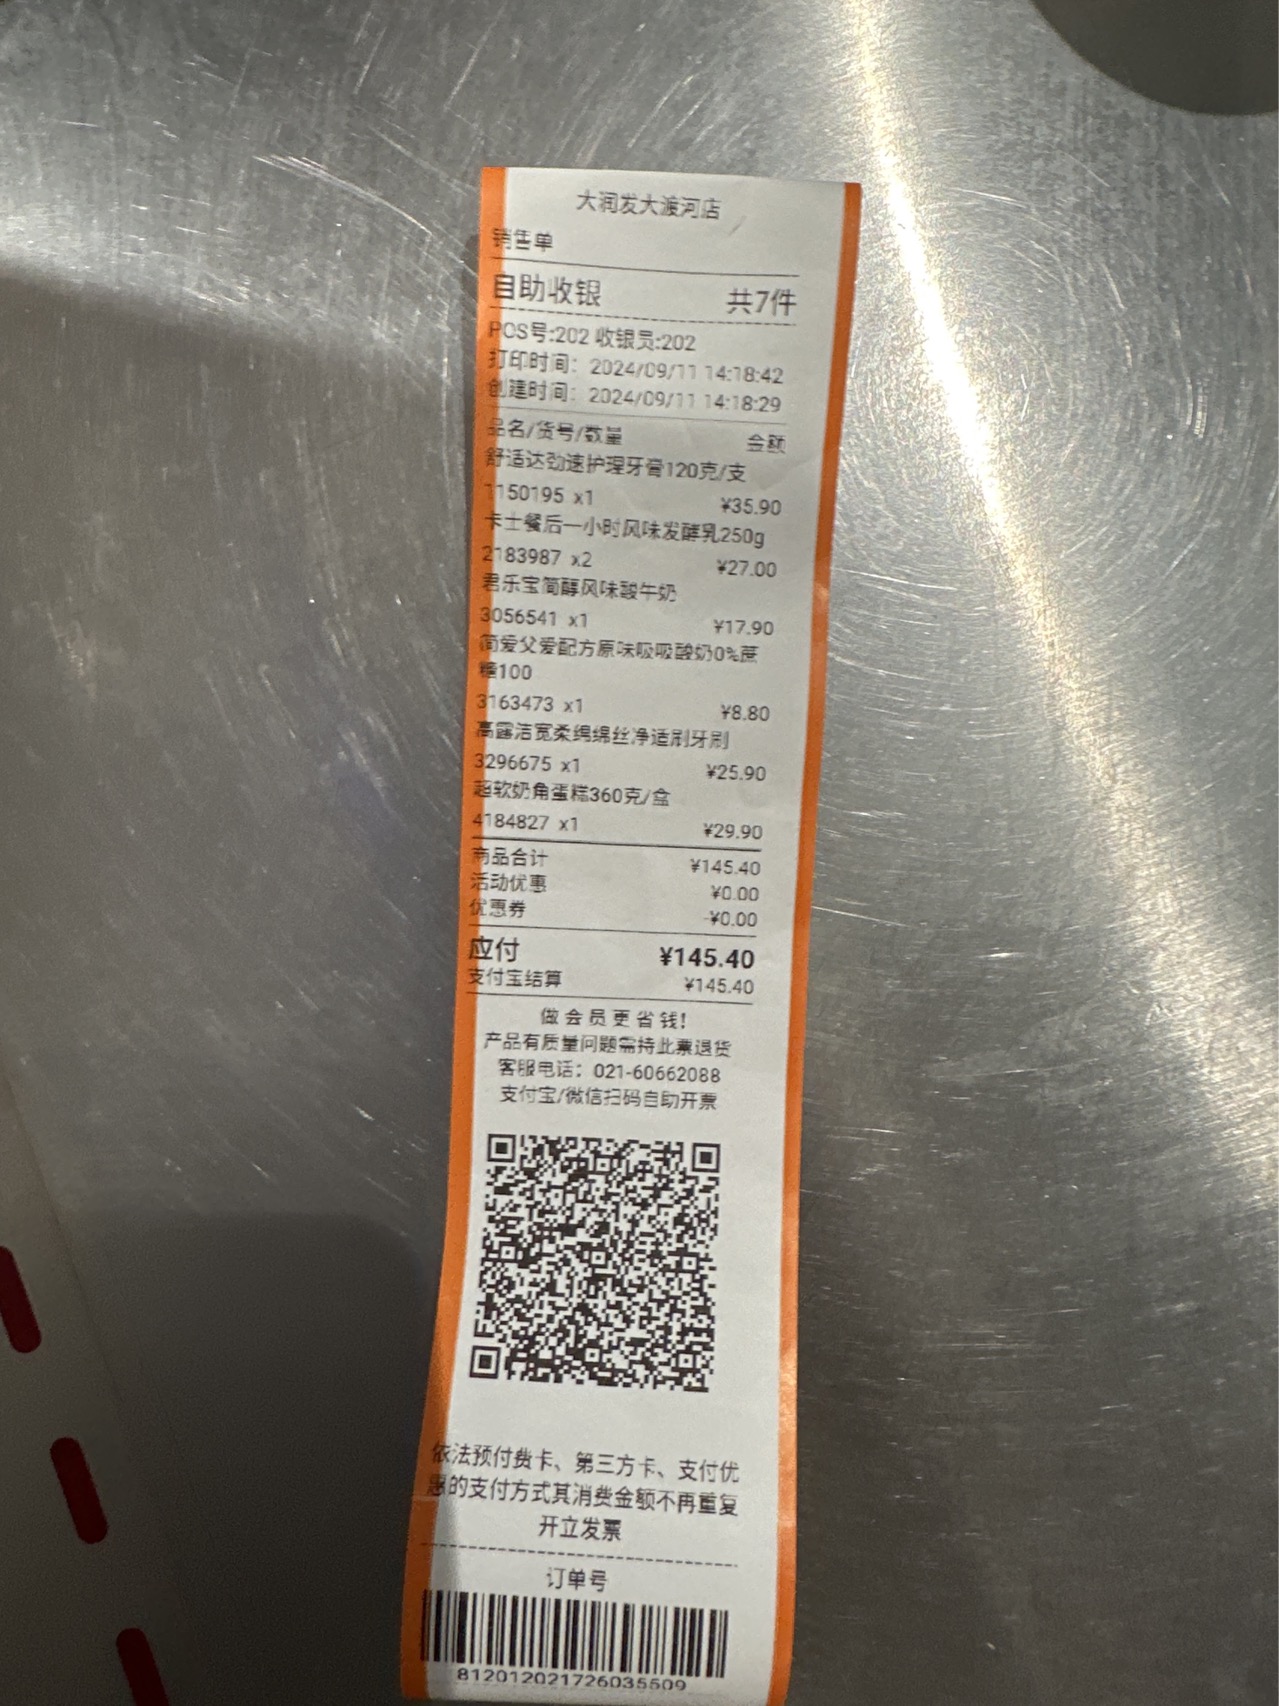 大润发大渡河店
销售单
自助收银 共7件
POS号:202 收银员:202
打印时间: 2024/09/11 14:18:42
创建时间: 2024/09/11 14:18:29
品名/货号/数量 金额
舒适达劲速护理牙膏120克/支
1150195 x1 ¥35.90
卡士餐后一小时风味发酵乳250g
2183987 x2 ¥27.00
君乐宝简醇风味酸牛奶
3056541 x1 ¥17.90
简爱父爱配方原味吸吸酸奶0%蔗
糖100
3163473 x1 ¥8.80
高露洁宽柔绵绵丝净适刷牙刷
3296675 x1 ¥25.90
超软奶角蛋糕360克/盒
4184827 x1 ¥29.90
商品合计 ¥145.40
活动优惠 ¥0.00
优惠券 -¥0.00
应付 ¥145.40
支付宝结算 ¥145.40
做会员更省钱!
产品有质量问题需持此票退货
客服电话: 021-60662088
支付宝/微信扫码自助开票
依法预付费卡、第三方卡、支付优
惠的支付方式其消费金额不再重复
开立发票
订单号
812012021726035509